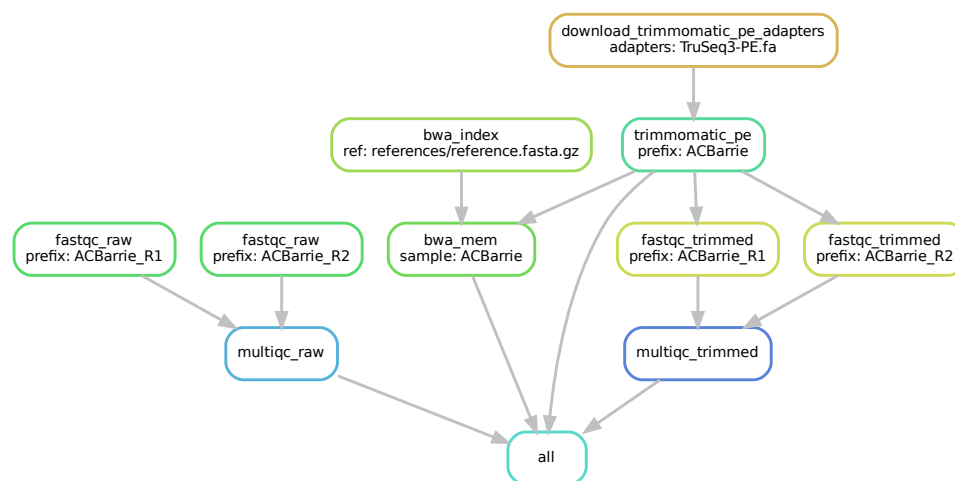 download_trimmomatic_pe_adapters
adapters: TruSeq3-PE.fa
bwa_index
ref: references/reference.fasta.gz
trimmomatic_pe
prefix: ACBarrie
fastqc_raw
prefix: ACBarrie_R1
fastqc_raw
prefix: ACBarrie_R2
bwa_mem
sample: ACBarrie
fastqc_trimmed
prefix: ACBarrie_R1
fastqc_trimmed
prefix: ACBarrie_R2
multiqc_raw
multiqc_trimmed
all